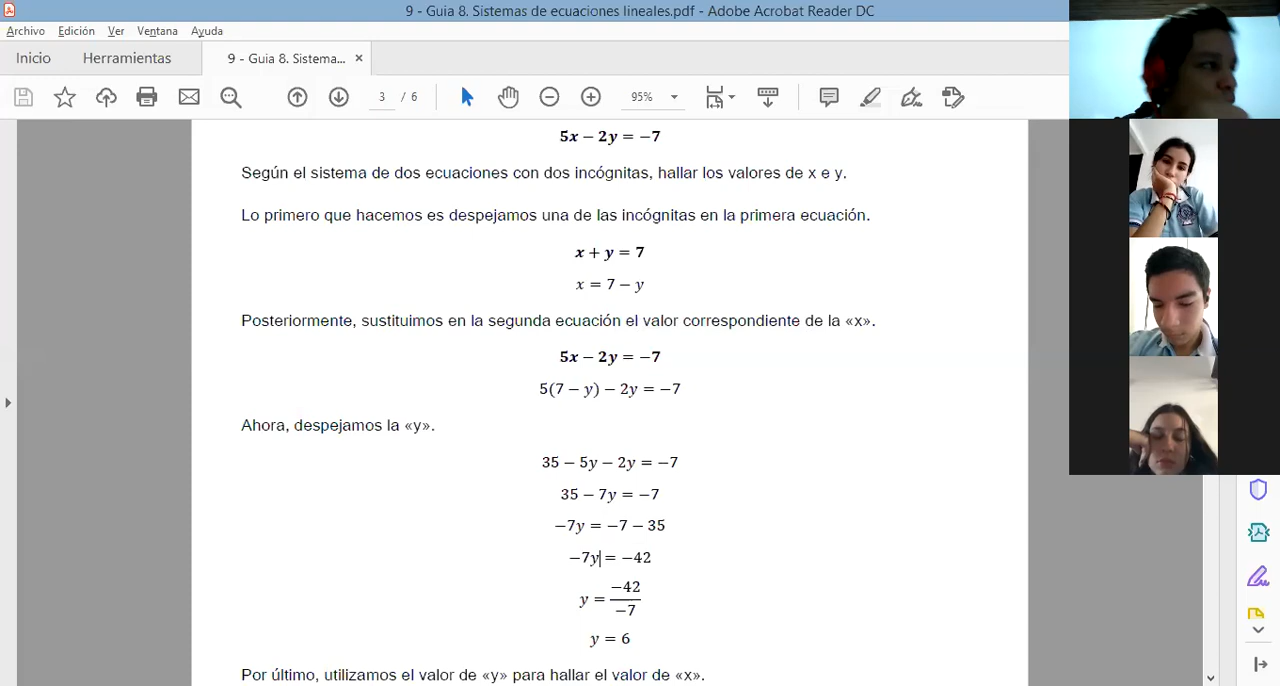 9 - Guia 8. Sistemas de ecuaciones lineales.pdf - Adobe Acrobat Reader DC
Archivo Edición Ver Ventana Ayuda
Inicio Herramientas 9 - Guia 8. Sistema... ×
3 / 6 95%
5x − 2y = −7
Según el sistema de dos ecuaciones con dos incógnitas, hallar los valores de x e y.
Lo primero que hacemos es despejamos una de las incógnitas en la primera ecuación.
x + y = 7
x = 7 − y
Posteriormente, sustituimos en la segunda ecuación el valor correspondiente de la «x».
5x − 2y = −7
5(7 − y) − 2y = −7
Ahora, despejamos la «y».
35 − 5y − 2y = −7
35 − 7y = −7
−7y = −7 − 35
−7y = −42
y = −42/−7
y = 6
Por último, utilizamos el valor de «y» para hallar el valor de «x».